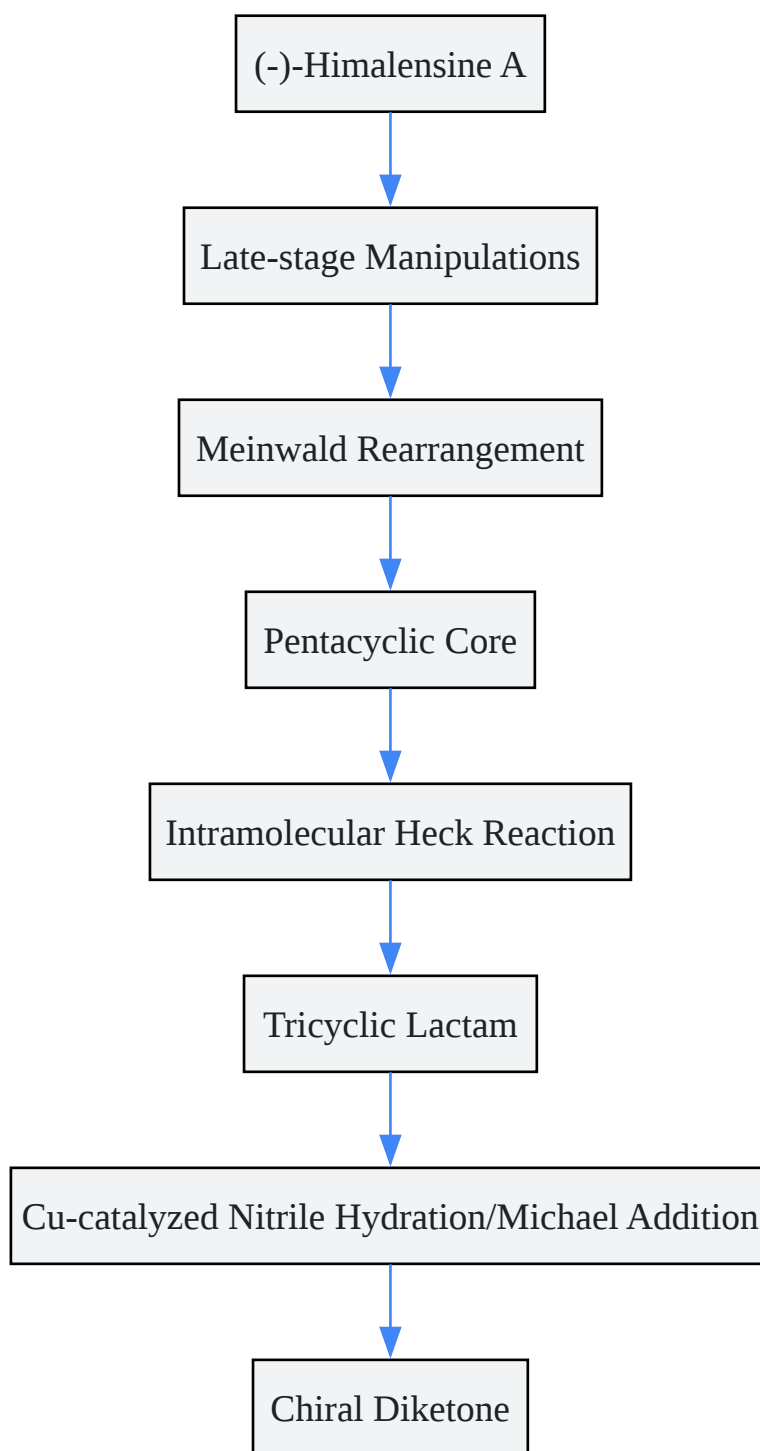 (-)-Himalensine A
Late-stage Manipulations
Meinwald Rearrangement
Pentacyclic Core
Intramolecular Heck Reaction
Tricyclic Lactam
Cu-catalyzed Nitrile Hydration/Michael Addition
Chiral Diketone